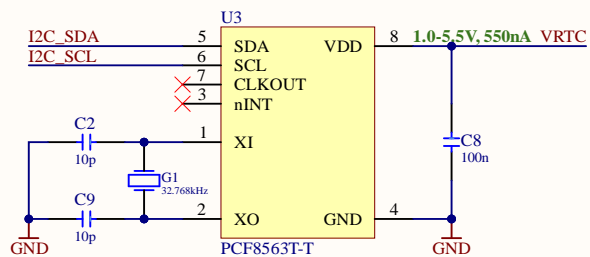 U3
I2C_SDA 5 SDA VDD 8 1.0-5.5V, 550nA VRTC
I2C_SCL 6 SCL
7 CLKOUT
3 nINT
C2 1 XI C8
10p 100n
G1
32.768kHz
C9 2 XO GND 4
10p
GND PCF8563T-T GND